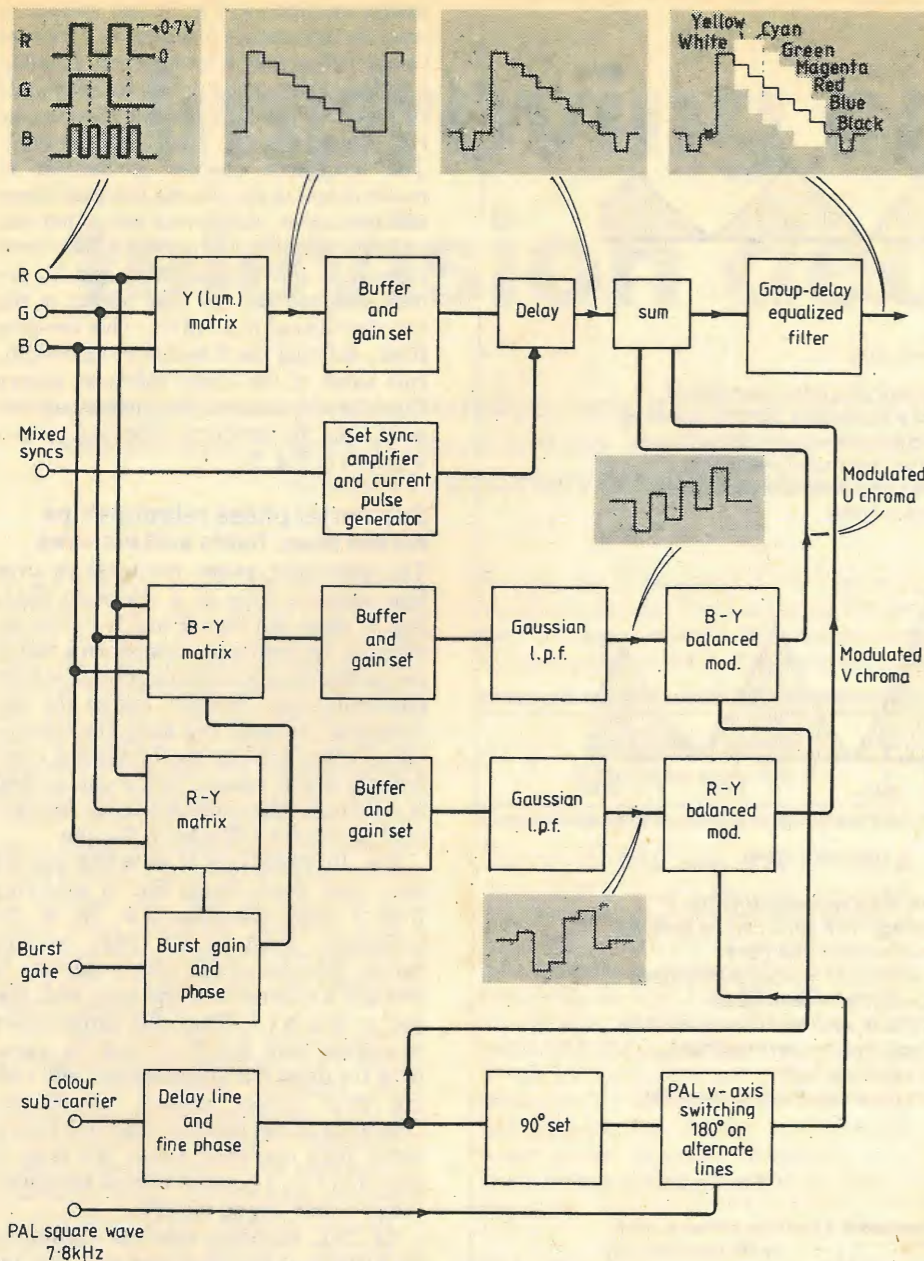 R
+0·7V
0
G
B
Yellow
Cyan
White
Green
Magenta
Red
Blue
Black
R
G
B
Y (lum.)
matrix
Buffer
and
gain set
Delay
sum
Group-delay
equalized
filter
Mixed
syncs
Set sync.
amplifier
and current
pulse
generator
Modulated
U chroma
B-Y
matrix
Buffer
and
gain set
Gaussian
l.p.f.
B-Y
balanced
mod.
Modulated
V chroma
R-Y
matrix
Buffer
and
gain set
Gaussian
l.p.f.
R-Y
balanced
mod.
Burst
gate
Burst gain
and
phase
Colour
sub-carrier
Delay line
and
fine phase
90° set
PAL v-axis
switching
180° on
alternate
lines
PAL square wave
7·8kHz